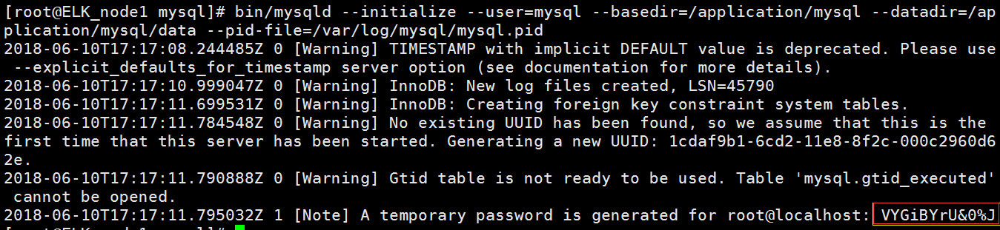 [root@ELK_node1 mysql]# bin/mysqld --initialize --user=mysql --basedir=/application/mysql --datadir=/ap
plication/mysql/data --pid-file=/var/log/mysql/mysql.pid
2018-06-10T17:17:08.244485Z 0 [Warning] TIMESTAMP with implicit DEFAULT value is deprecated. Please use
--explicit_defaults_for_timestamp server option (see documentation for more details).
2018-06-10T17:17:10.999047Z 0 [Warning] InnoDB: New log files created, LSN=45790
2018-06-10T17:17:11.699531Z 0 [Warning] InnoDB: Creating foreign key constraint system tables.
2018-06-10T17:17:11.784548Z 0 [Warning] No existing UUID has been found, so we assume that this is the
first time that this server has been started. Generating a new UUID: 1cdaf9b1-6cd2-11e8-8f2c-000c2960d6
2e.
2018-06-10T17:17:11.790888Z 0 [Warning] Gtid table is not ready to be used. Table 'mysql.gtid_executed'
cannot be opened.
2018-06-10T17:17:11.795032Z 1 [Note] A temporary password is generated for root@localhost: VYGiBYrU&0%J
[root@ELK_node1 mysql]#